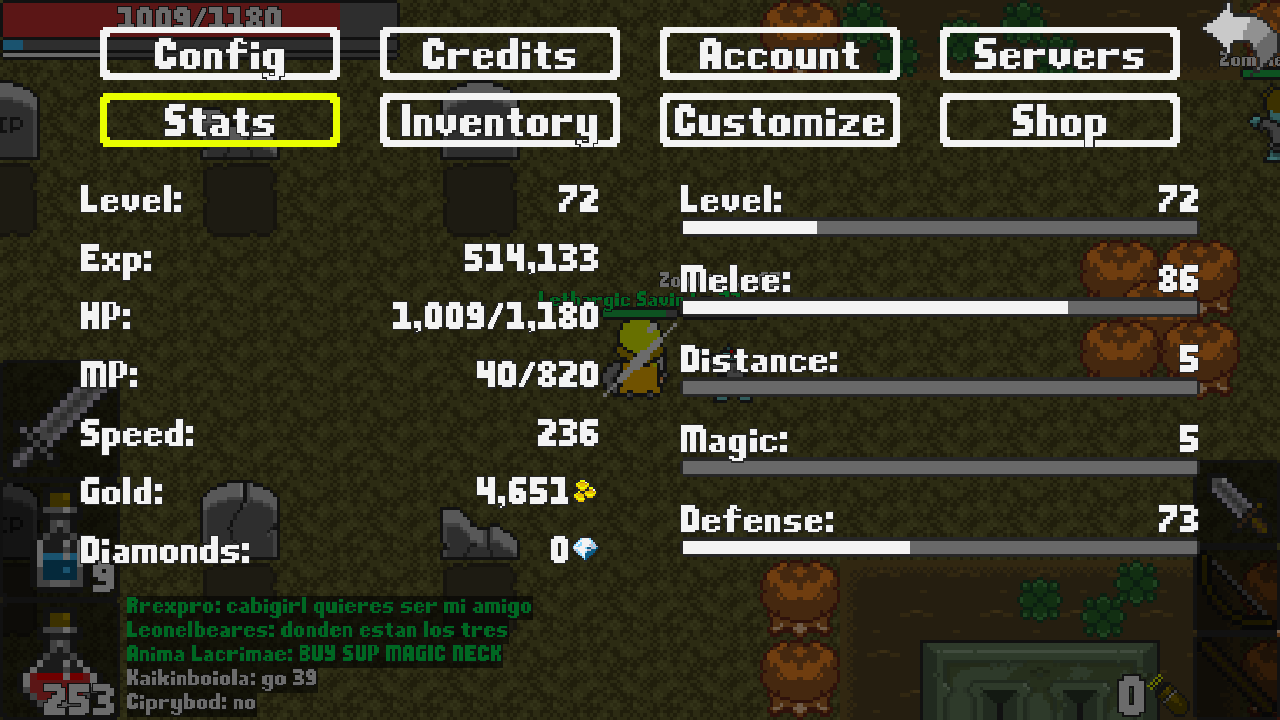 1009/1180
Config Credits Account Servers
Stats Inventory Customize Shop
Level: 72
Exp: 514,133
HP: 1,009/1,180
MP: 40/820
Speed: 236
Gold: 4,651
Diamonds: 0
Level: 72
Melee: 86
Distance: 5
Magic: 5
Defense: 73
9
253
0
Arexpro: cabigirl quieres ser mi amigo
Leonelbeares: donden estan los tres
Anima Lacrimae: BUY SUP MAGIC NECK
Kaikinboiola: go 39
Ciprybod: no